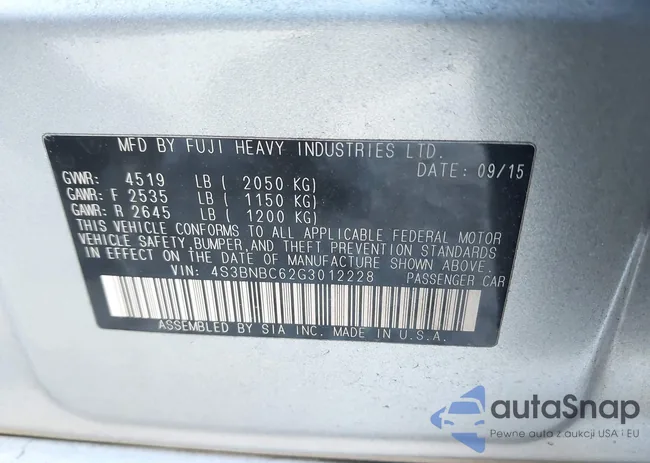 MFD BY FUJI HEAVY INDUSTRIES LTD.
DATE: 09/15
GVWR: 4519 LB ( 2050 KG)
GAWR: F 2535 LB ( 1150 KG)
GAWR: R 2645 LB ( 1200 KG)
THIS VEHICLE CONFORMS TO ALL APPLICABLE FEDERAL MOTOR
VEHICLE SAFETY, BUMPER, AND THEFT PREVENTION STANDARDS
IN EFFECT ON THE DATE OF MANUFACTURE SHOWN ABOVE.
VIN: 4S3BNBC62G3012228 PASSENGER CAR
ASSEMBLED BY SIA INC. MADE IN U.S.A.
autoSnap
Pewne auta z aukcji USA i EU